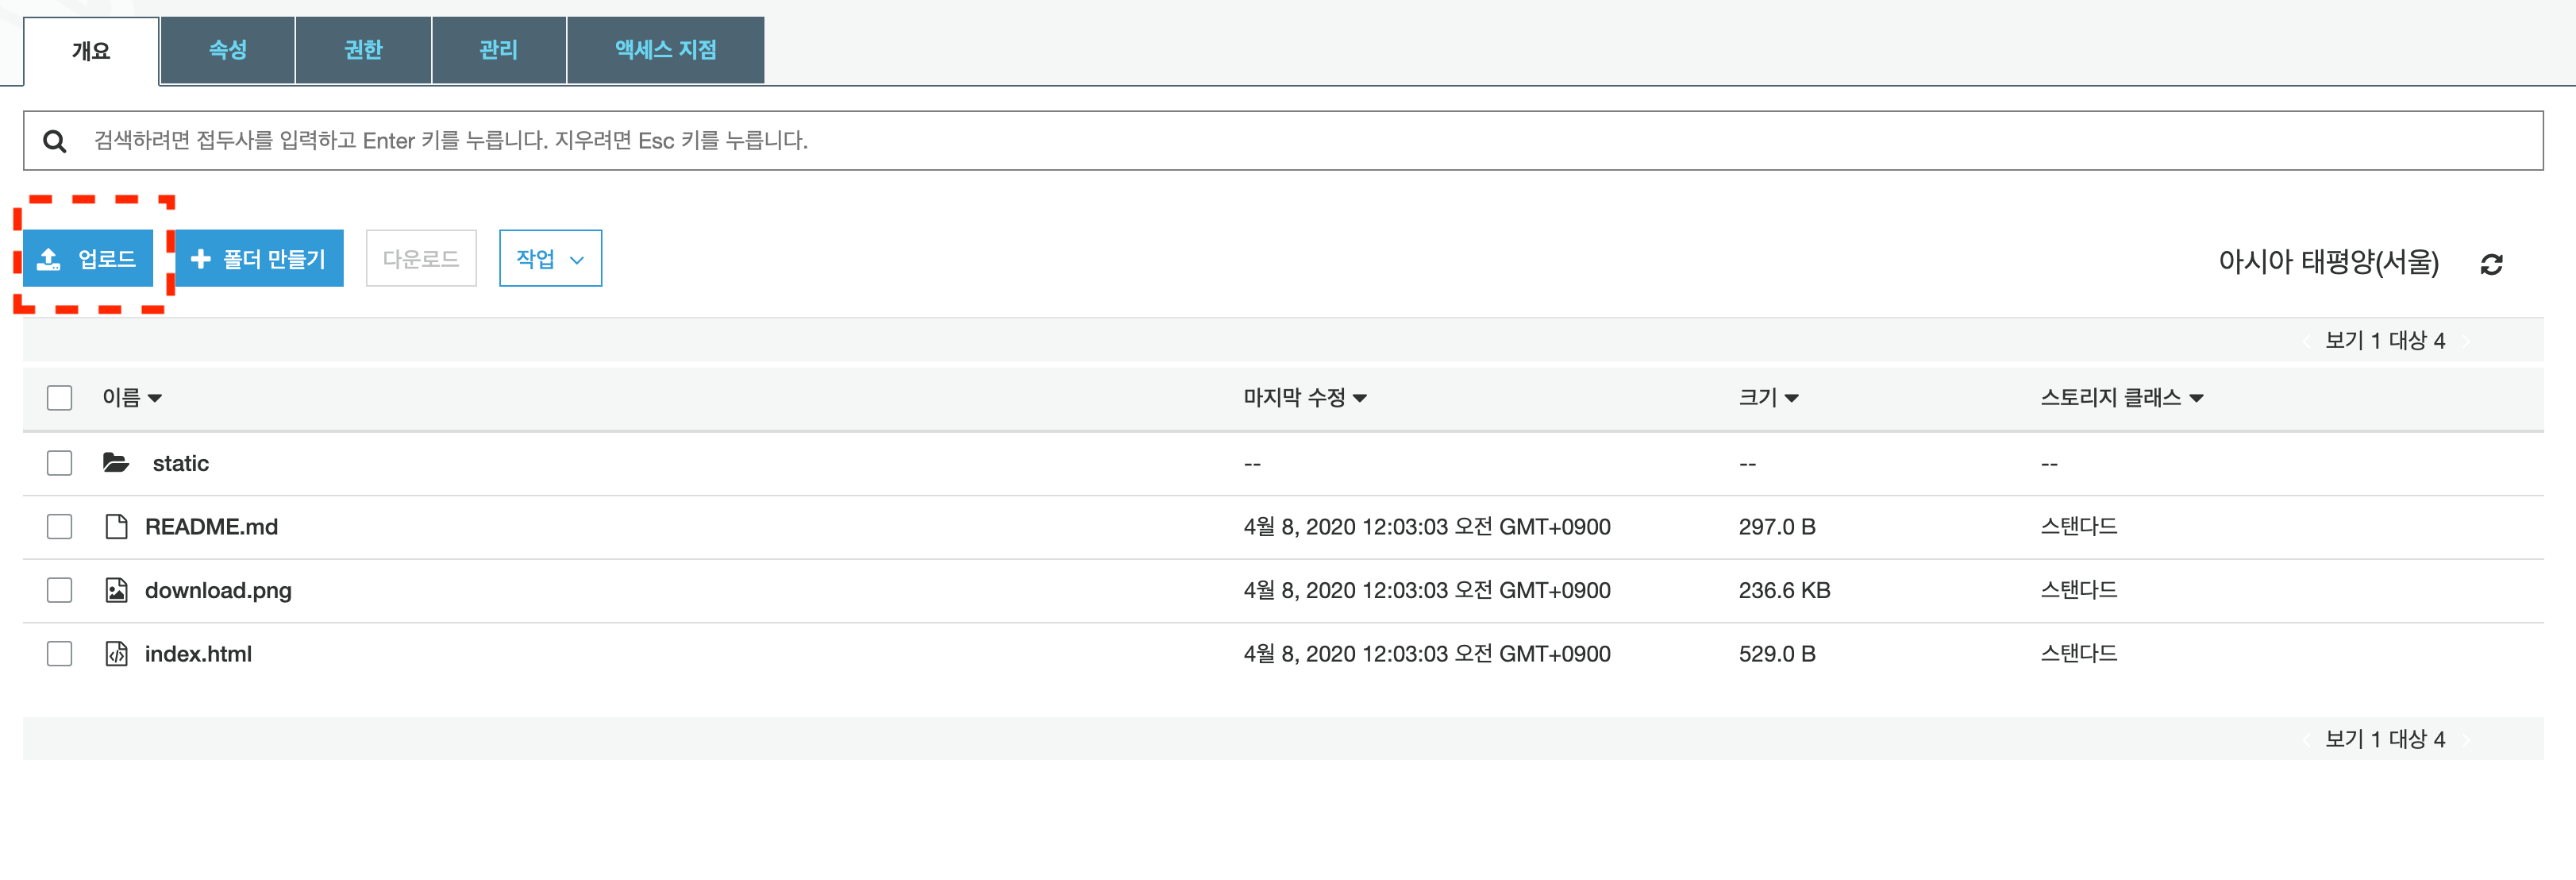 개요 속성 권한 관리 액세스 지점
검색하려면 접두사를 입력하고 Enter 키를 누릅니다. 지우려면 Esc 키를 누릅니다.
업로드 폴더 만들기 다운로드 작업 아시아 태평양(서울)
보기 1 대상 4
이름 마지막 수정 크기 스토리지 클래스
static -- -- --
README.md 4월 8, 2020 12:03:03 오전 GMT+0900 297.0 B 스탠다드
download.png 4월 8, 2020 12:03:03 오전 GMT+0900 236.6 KB 스탠다드
index.html 4월 8, 2020 12:03:03 오전 GMT+0900 529.0 B 스탠다드
보기 1 대상 4